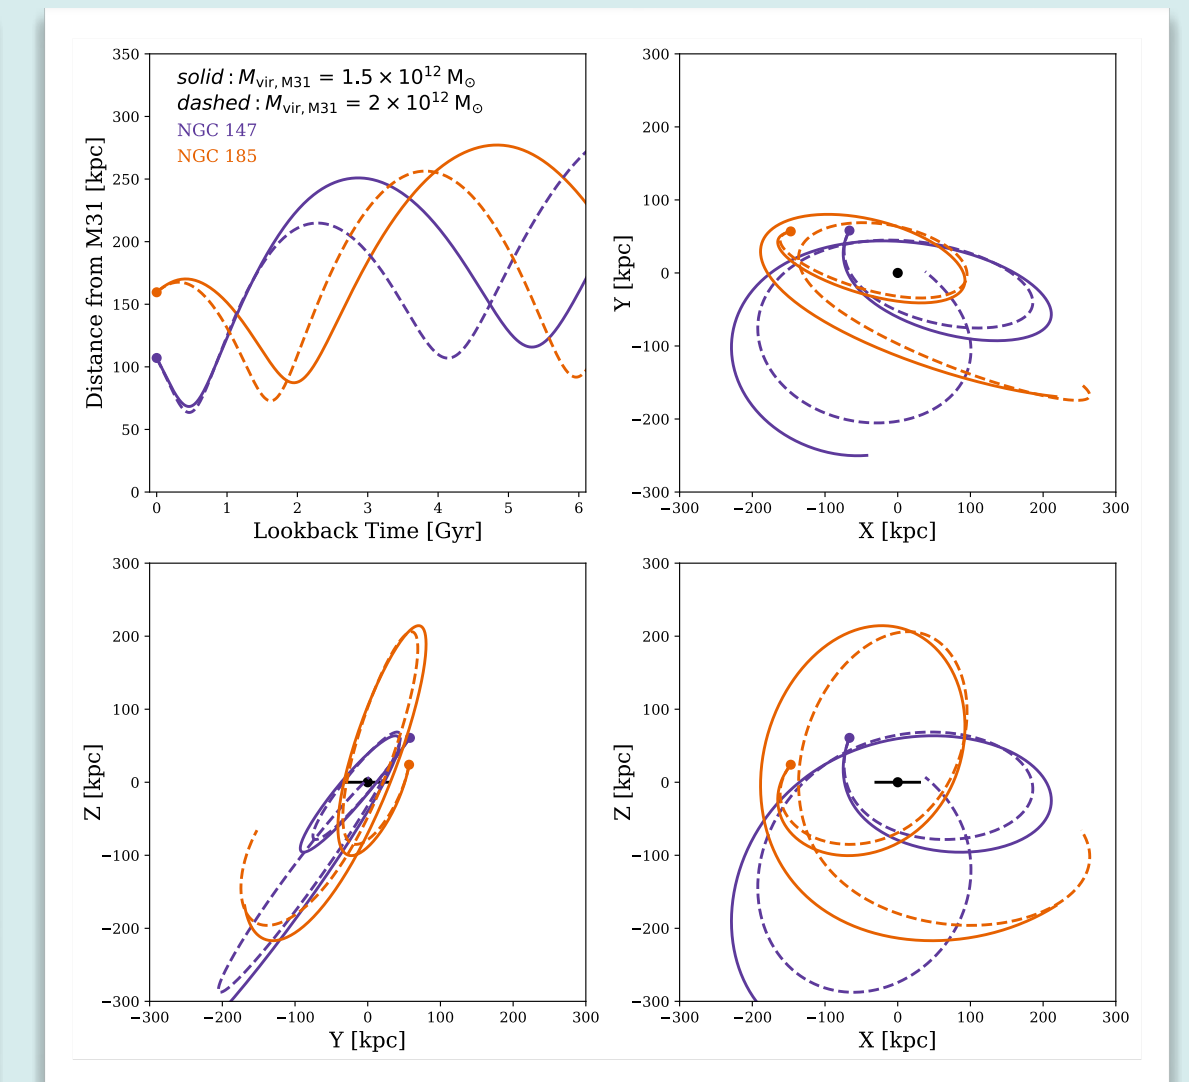 350
300
250
200
150
100
50
0
Distance from M31 [kpc]
solid : M_vir, M31 = 1.5 × 10^12 M_⊙
dashed : M_vir, M31 = 2 × 10^12 M_⊙
NGC 147
NGC 185
0 1 2 3 4 5 6
Lookback Time [Gyr]
300
200
100
0
−100
−200
−300
Y [kpc]
−300 −200 −100 0 100 200 300
X [kpc]
300
200
100
0
−100
−200
−300
Z [kpc]
−300 −200 −100 0 100 200 300
Y [kpc]
300
200
100
0
−100
−200
−300
Z [kpc]
−300 −200 −100 0 100 200 300
X [kpc]